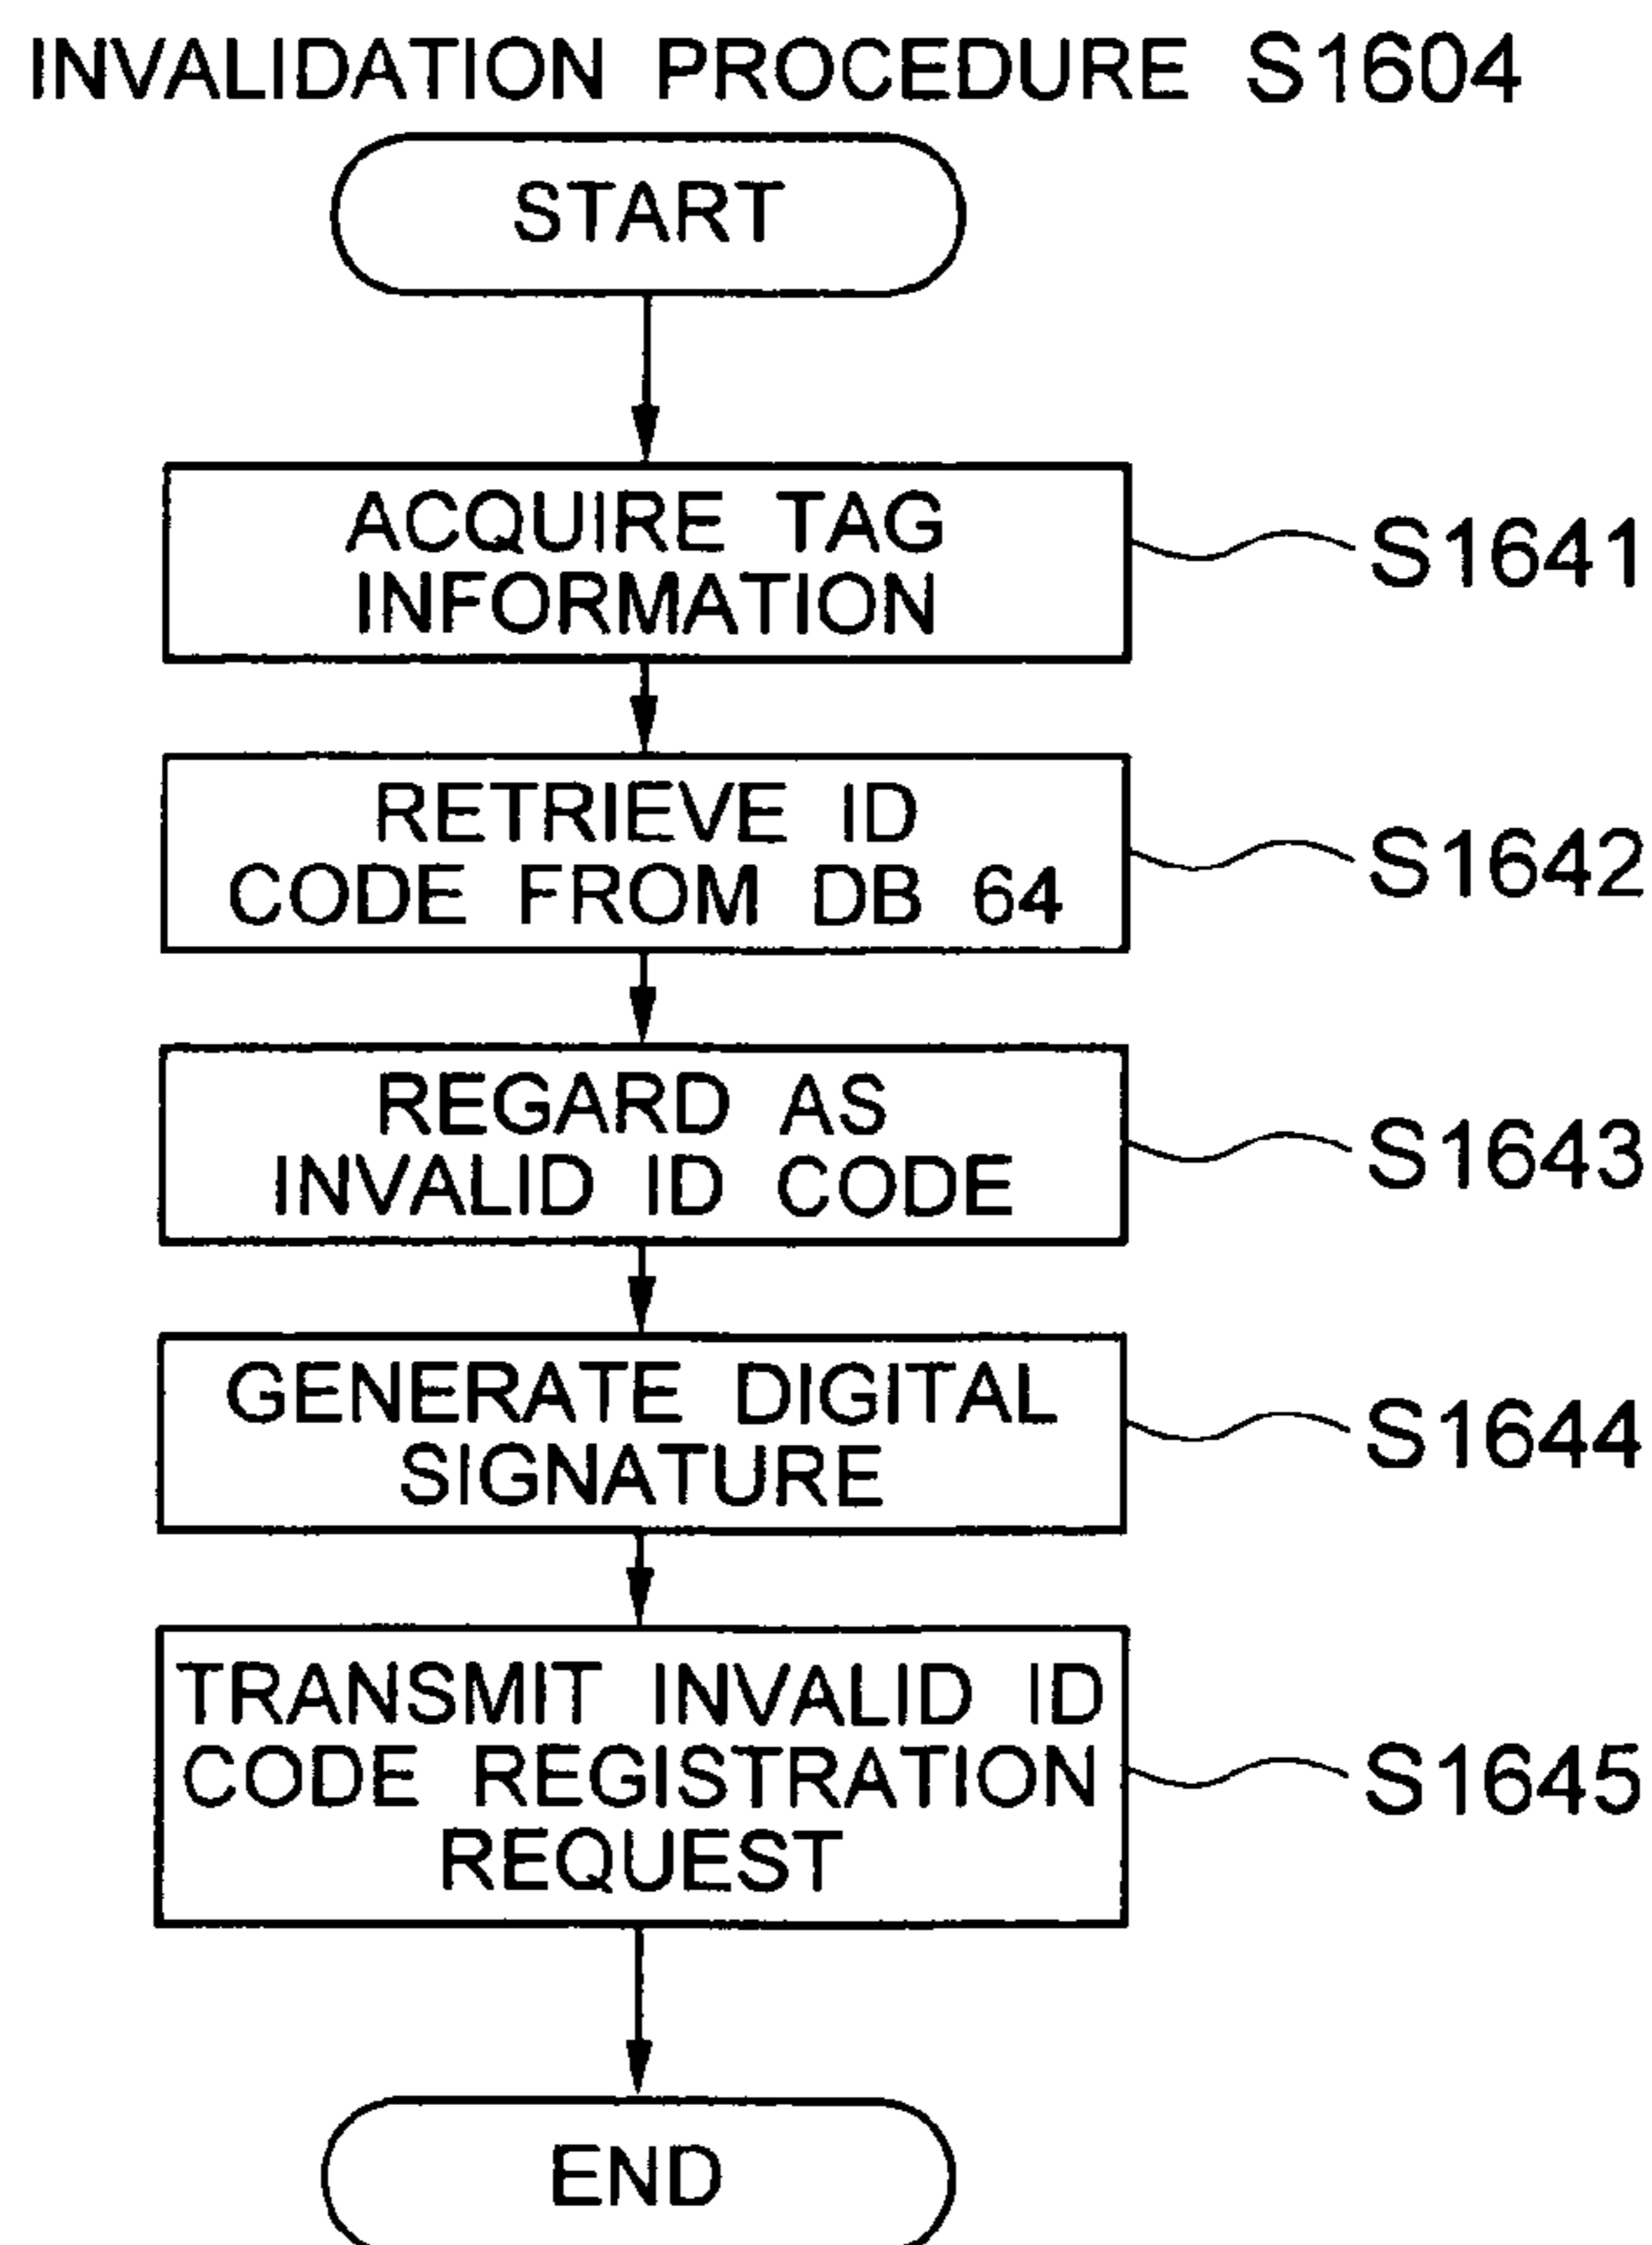 INVALIDATION PROCEDURE S1604
START
ACQUIRE TAG
INFORMATION
S1641
RETRIEVE ID
CODE FROM DB 64
S1642
REGARD AS
INVALID ID CODE
S1643
GENERATE DIGITAL
SIGNATURE
S1644
TRANSMIT INVALID ID
CODE REGISTRATION
REQUEST
S1645
END